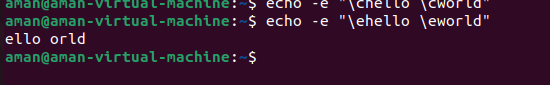 aman@aman-virtual-machine:~$ echo -e "\chello \cworld"
aman@aman-virtual-machine:~$ echo -e "\ehello \eworld"
ello orld
aman@aman-virtual-machine:~$